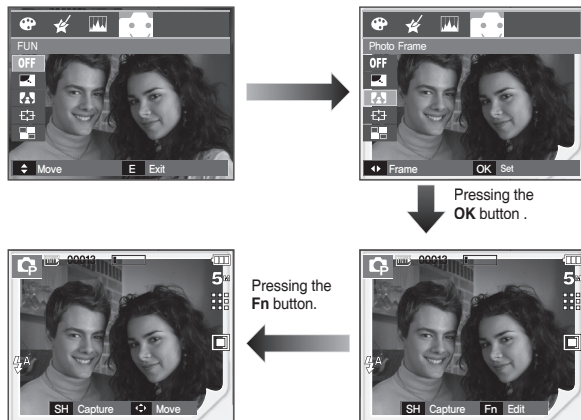 FUN
OFF
Move E Exit
Photo Frame
OFF
Frame OK Set
Pressing the
OK button .
00013
5M
SH Capture Fn Edit
Pressing the
Fn button.
00013
5M
SH Capture Move